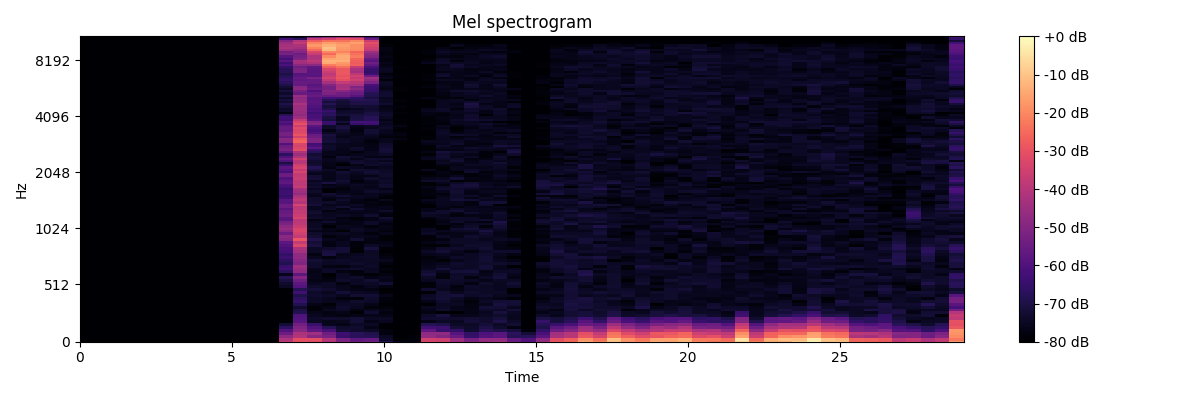 Mel spectrogram
Hz
8192
4096
2048
1024
512
0
0 5 10 15 20 25
Time
+0 dB
-10 dB
-20 dB
-30 dB
-40 dB
-50 dB
-60 dB
-70 dB
-80 dB